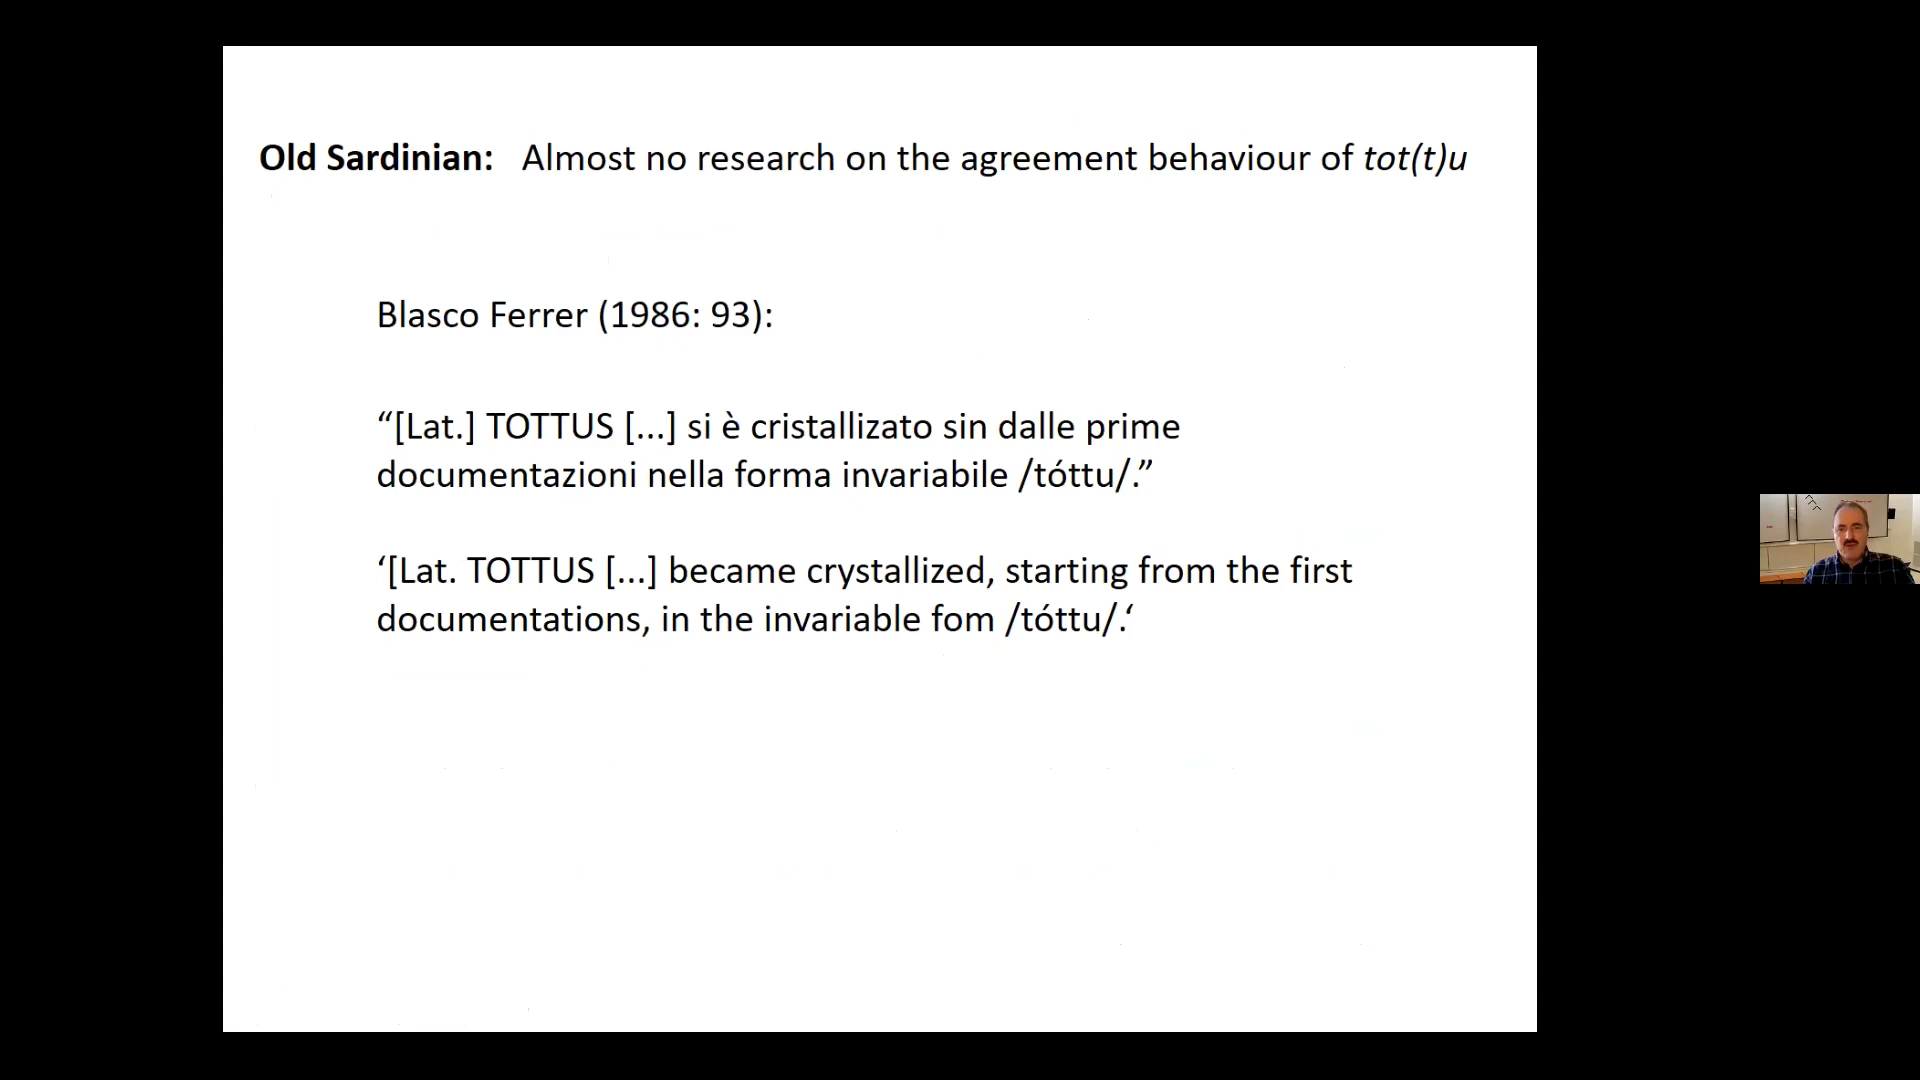 Old Sardinian: Almost no research on the agreement behaviour of tot(t)u
Blasco Ferrer (1986: 93):
“[Lat.] TOTTUS [...] si è cristallizato sin dalle prime
documentazioni nella forma invariabile /tóttu/.”
‘[Lat. TOTTUS [...] became crystallized, starting from the first
documentations, in the invariable fom /tóttu/.‘